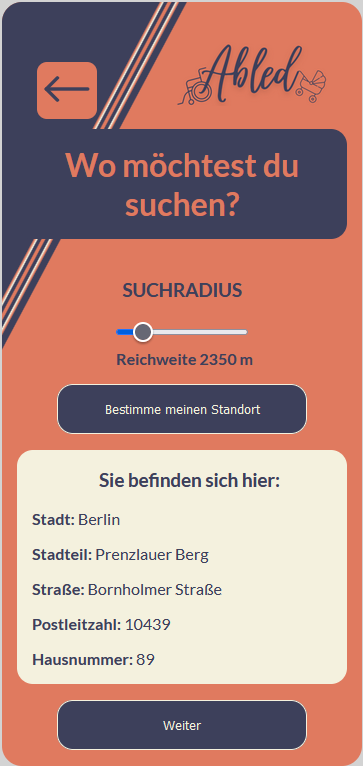 Abled
Wo möchtest du
suchen?
SUCHRADIUS
Reichweite 2350 m
Bestimme meinen Standort
Sie befinden sich hier:
Stadt: Berlin
Stadtteil: Prenzlauer Berg
Straße: Bornholmer Straße
Postleitzahl: 10439
Hausnummer: 89
Weiter